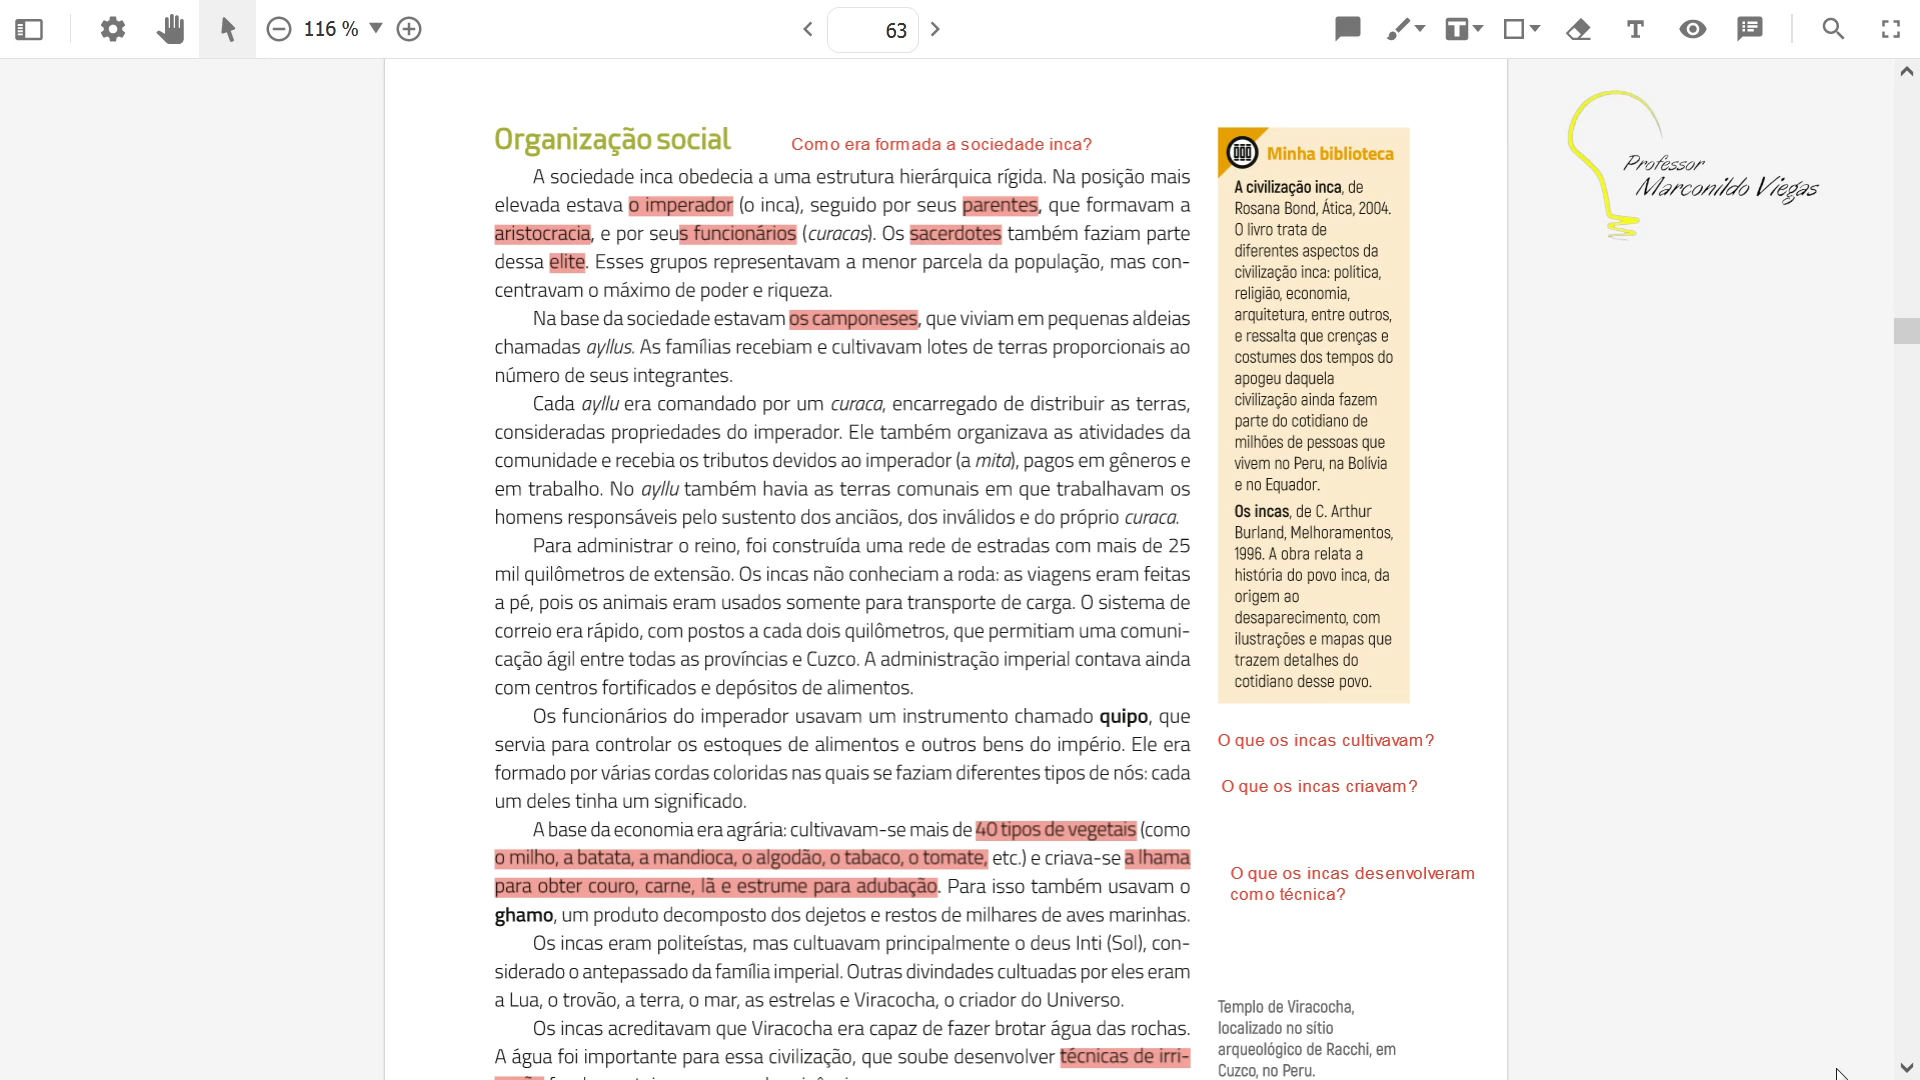 116 %
63
Organização social
Como era formada a sociedade inca?
A sociedade inca obedecia a uma estrutura hierárquica rígida. Na posição mais
elevada estava o imperador (o inca), seguido por seus parentes, que formavam a
aristocracia, e por seus funcionários (curacas). Os sacerdotes também faziam parte
dessa elite. Esses grupos representavam a menor parcela da população, mas con-
centravam o máximo de poder e riqueza.
Na base da sociedade estavam os camponeses, que viviam em pequenas aldeias
chamadas ayllus. As famílias recebiam e cultivavam lotes de terras proporcionais ao
número de seus integrantes.
Cada ayllu era comandado por um curaca, encarregado de distribuir as terras,
consideradas propriedades do imperador. Ele também organizava as atividades da
comunidade e recebia os tributos devidos ao imperador (a mita), pagos em gêneros e
em trabalho. No ayllu também havia as terras comunais em que trabalhavam os
homens responsáveis pelo sustento dos anciãos, dos inválidos e do próprio curaca.
Para administrar o reino, foi construída uma rede de estradas com mais de 25
mil quilômetros de extensão. Os incas não conheciam a roda: as viagens eram feitas
a pé, pois os animais eram usados somente para transporte de carga. O sistema de
correio era rápido, com postos a cada dois quilômetros, que permitiam uma comuni-
cação ágil entre todas as províncias e Cuzco. A administração imperial contava ainda
com centros fortificados e depósitos de alimentos.
Os funcionários do imperador usavam um instrumento chamado quipo, que
servia para controlar os estoques de alimentos e outros bens do império. Ele era
formado por várias cordas coloridas nas quais se faziam diferentes tipos de nós: cada
um deles tinha um significado.
A base da economia era agrária: cultivavam-se mais de 40 tipos de vegetais (como
o milho, a batata, a mandioca, o algodão, o tabaco, o tomate, etc.) e criava-se a lhama
para obter couro, carne, lã e estrume para adubação. Para isso também usavam o
ghamo, um produto decomposto dos dejetos e restos de milhares de aves marinhas.
Os incas eram politeístas, mas cultuavam principalmente o deus Inti (Sol), con-
siderado o antepassado da família imperial. Outras divindades cultuadas por eles eram
a Lua, o trovão, a terra, o mar, as estrelas e Viracocha, o criador do Universo.
Os incas acreditavam que Viracocha era capaz de fazer brotar água das rochas.
A água foi importante para essa civilização, que soube desenvolver técnicas de irri-
Minha biblioteca
A civilização inca, de
Rosana Bond, Ática, 2004.
O livro trata de
diferentes aspectos da
civilização inca: política,
religião, economia,
arquitetura, entre outros,
e ressalta que crenças e
costumes dos tempos do
apogeu daquela
civilização ainda fazem
parte do cotidiano de
milhões de pessoas que
vivem no Peru, na Bolívia
e no Equador.
Os incas, de C. Arthur
Burland, Melhoramentos,
1996. A obra relata a
história do povo inca, da
origem ao
desaparecimento, com
ilustrações e mapas que
trazem detalhes do
cotidiano desse povo.
O que os incas cultivavam?
O que os incas criavam?
O que os incas desenvolveram
como técnica?
Templo de Viracocha,
localizado no sítio
arqueológico de Racchi, em
Cuzco, no Peru.
Professor
Marconildo Viegas